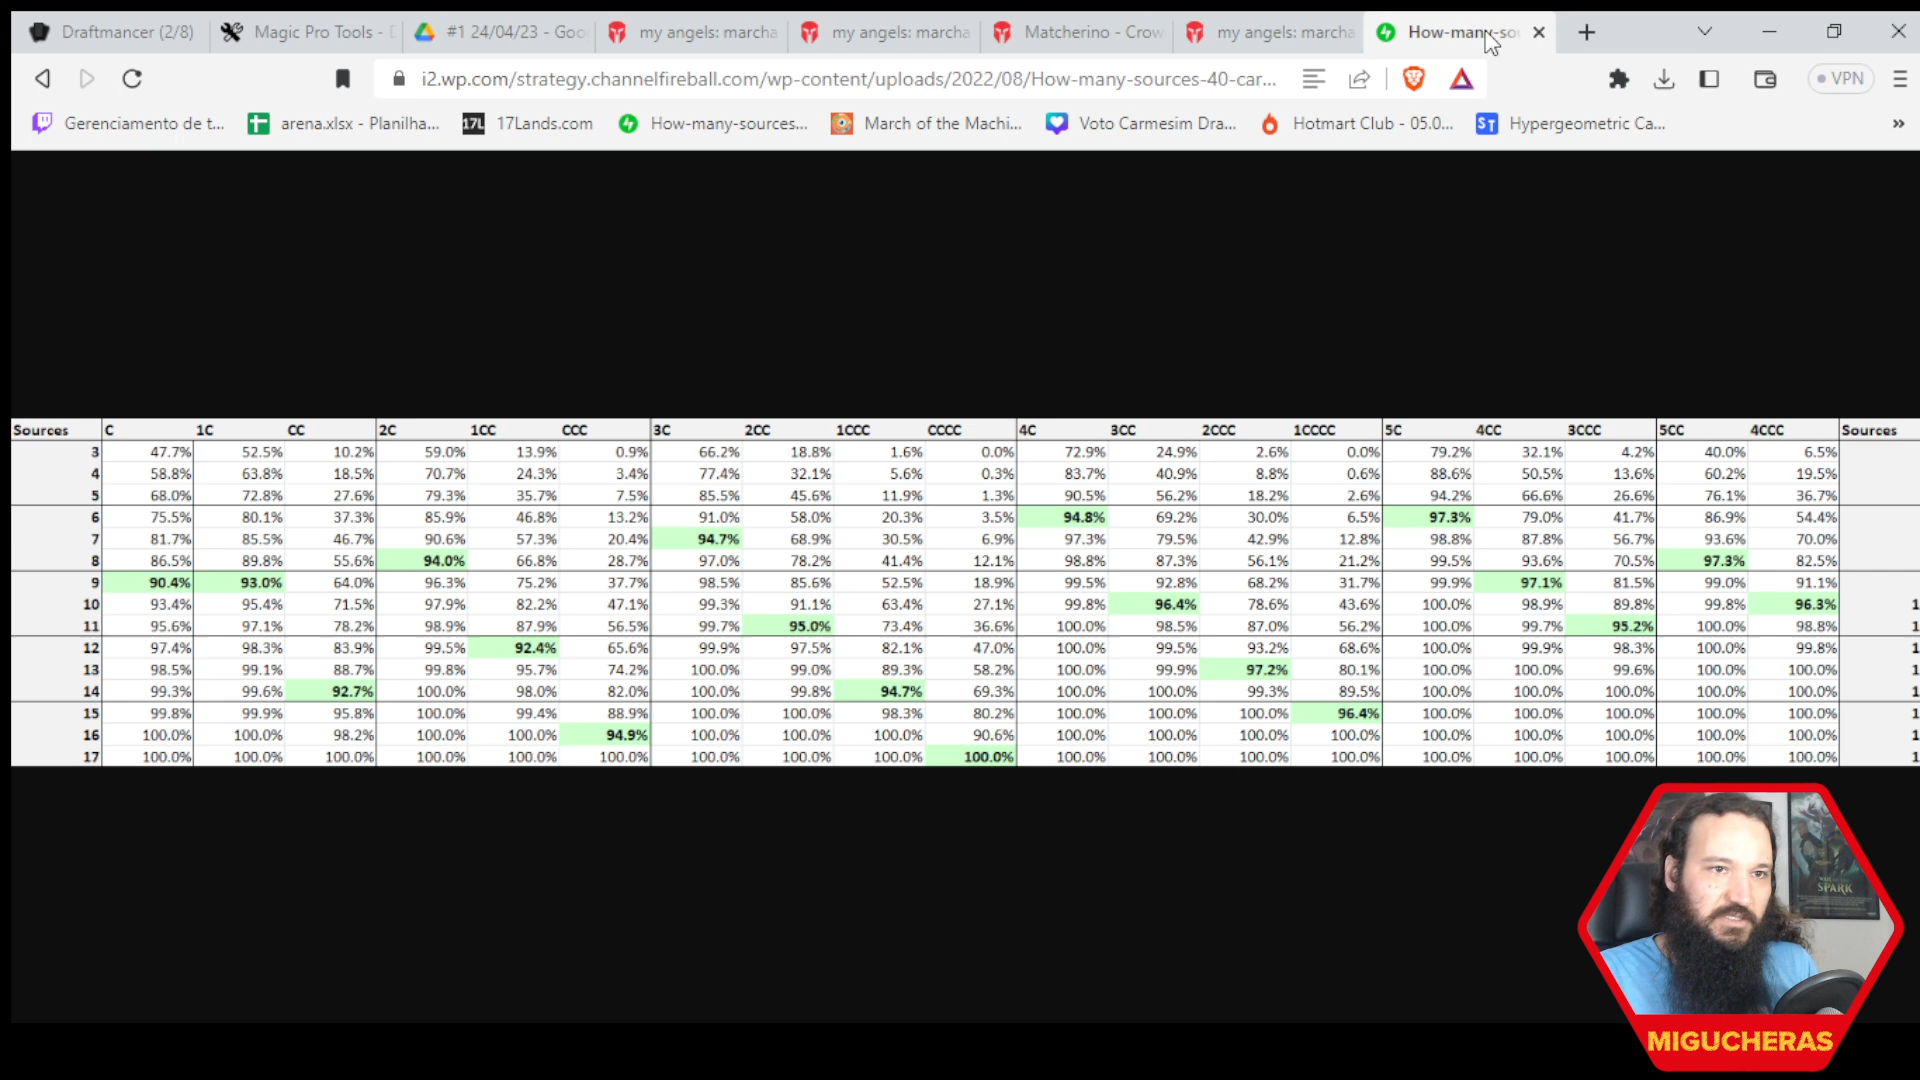 Draftmancer (2/8)
Magic Pro Tools -
#1 24/04/23 - Goo
my angels: marcha
my angels: marcha
Matcherino - Crow
my angels: marcha
How-many-so
i2.wp.com/strategy.channelfireball.com/wp-content/uploads/2022/08/How-many-sources-40-car...
VPN
Gerenciamento de t...
arena.xlsx - Planilha...
17L 17Lands.com
How-many-sources...
March of the Machi...
Voto Carmesim Dra...
Hotmart Club - 05.0...
ST Hypergeometric Ca...
»
Sources C 1C CC 2C 1CC CCC 3C 2CC 1CCC CCCC 4C 3CC 2CCC 1CCCC 5C 4CC 3CCC 5CC 4CCC Sources
3 47.7% 52.5% 10.2% 59.0% 13.9% 0.9% 66.2% 18.8% 1.6% 0.0% 72.9% 24.9% 2.6% 0.0% 79.2% 32.1% 4.2% 40.0% 6.5%
4 58.8% 63.8% 18.5% 70.7% 24.3% 3.4% 77.4% 32.1% 5.6% 0.3% 83.7% 40.9% 8.8% 0.6% 88.6% 50.5% 13.6% 60.2% 19.5%
5 68.0% 72.8% 27.6% 79.3% 35.7% 7.5% 85.5% 45.6% 11.9% 1.3% 90.5% 56.2% 18.2% 2.6% 94.2% 66.6% 26.6% 76.1% 36.7%
6 75.5% 80.1% 37.3% 85.9% 46.8% 13.2% 91.0% 58.0% 20.3% 3.5% 94.8% 69.2% 30.0% 6.5% 97.3% 79.0% 41.7% 86.9% 54.4%
7 81.7% 85.5% 46.7% 90.6% 57.3% 20.4% 94.7% 68.9% 30.5% 6.9% 97.3% 79.5% 42.9% 12.8% 98.8% 87.8% 56.7% 93.6% 70.0%
8 86.5% 89.8% 55.6% 94.0% 66.8% 28.7% 97.0% 78.2% 41.4% 12.1% 98.8% 87.3% 56.1% 21.2% 99.5% 93.6% 70.5% 97.3% 82.5%
9 90.4% 93.0% 64.0% 96.3% 75.2% 37.7% 98.5% 85.6% 52.5% 18.9% 99.5% 92.8% 68.2% 31.7% 99.9% 97.1% 81.5% 99.0% 91.1%
10 93.4% 95.4% 71.5% 97.9% 82.2% 47.1% 99.3% 91.1% 63.4% 27.1% 99.8% 96.4% 78.6% 43.6% 100.0% 98.9% 89.8% 99.8% 96.3% 1
11 95.6% 97.1% 78.2% 98.9% 87.9% 56.5% 99.7% 95.0% 73.4% 36.6% 100.0% 98.5% 87.0% 56.2% 100.0% 99.7% 95.2% 100.0% 98.8% 1
12 97.4% 98.3% 83.9% 99.5% 92.4% 65.6% 99.9% 97.5% 82.1% 47.0% 100.0% 99.5% 93.2% 68.6% 100.0% 99.9% 98.3% 100.0% 99.8% 1
13 98.5% 99.1% 88.7% 99.8% 95.7% 74.2% 100.0% 99.0% 89.3% 58.2% 100.0% 99.9% 97.2% 80.1% 100.0% 100.0% 99.6% 100.0% 100.0% 1
14 99.3% 99.6% 92.7% 100.0% 98.0% 82.0% 100.0% 99.8% 94.7% 69.3% 100.0% 100.0% 99.3% 89.5% 100.0% 100.0% 100.0% 100.0% 100.0% 1
15 99.8% 99.9% 95.8% 100.0% 99.4% 88.9% 100.0% 100.0% 98.3% 80.2% 100.0% 100.0% 100.0% 96.4% 100.0% 100.0% 100.0% 100.0% 100.0% 1
16 100.0% 100.0% 98.2% 100.0% 100.0% 94.9% 100.0% 100.0% 100.0% 90.6% 100.0% 100.0% 100.0% 100.0% 100.0% 100.0% 100.0% 100.0% 100.0% 1
17 100.0% 100.0% 100.0% 100.0% 100.0% 100.0% 100.0% 100.0% 100.0% 100.0% 100.0% 100.0% 100.0% 100.0% 100.0% 100.0% 100.0% 100.0% 100.0% 1
SPARK
MIGUCHERAS